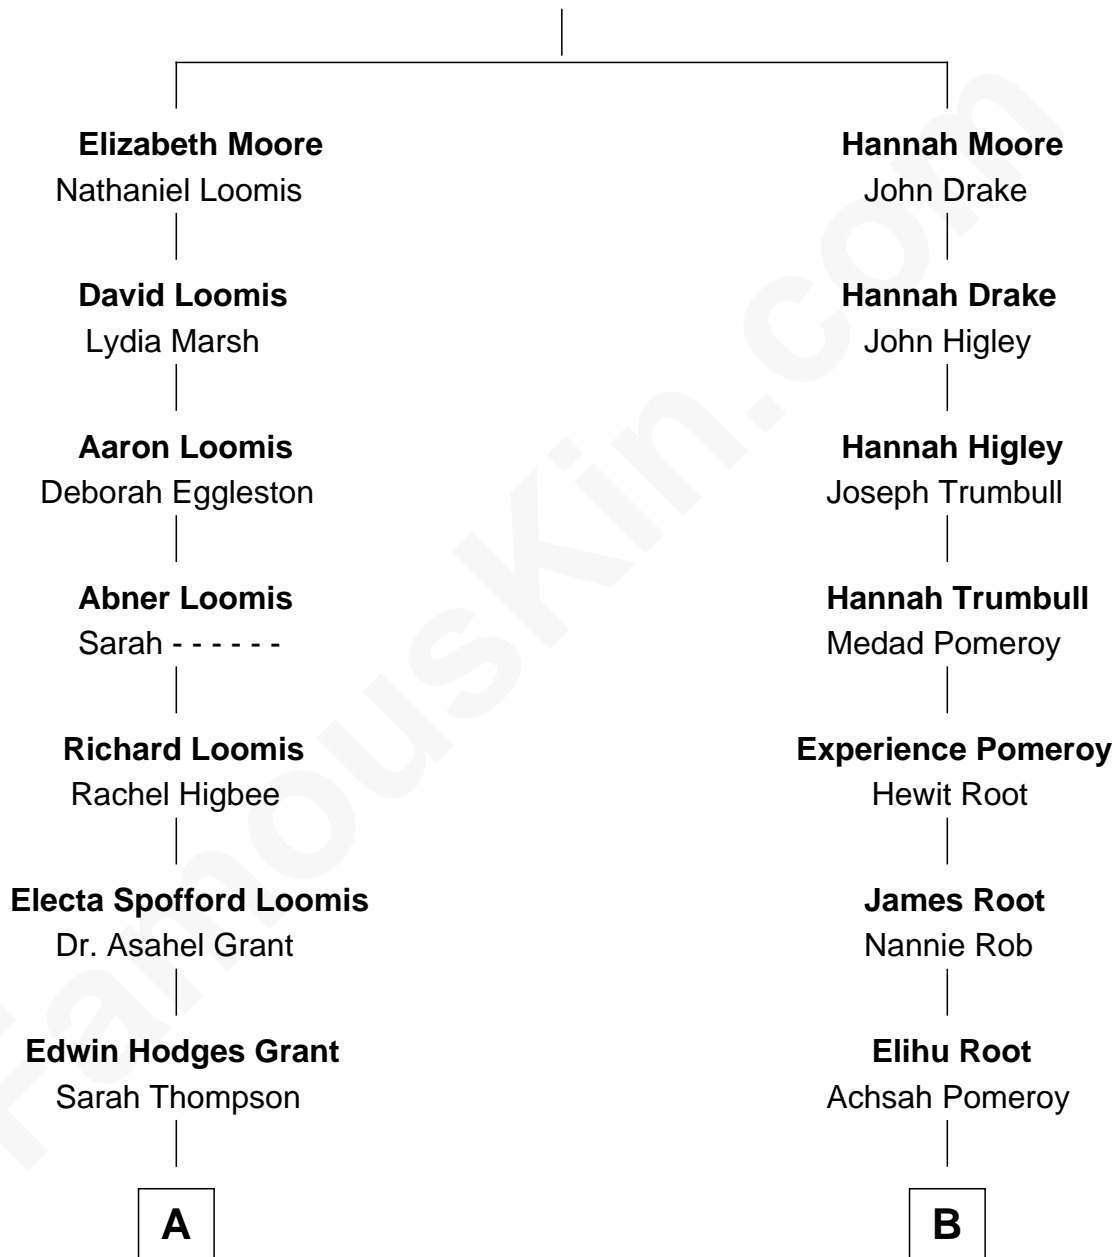 Elizabeth Moore
Nathaniel Loomis
Hannah Moore
John Drake
David Loomis
Lydia Marsh
Hannah Drake
John Higley
Aaron Loomis
Deborah Eggleston
Hannah Higley
Joseph Trumbull
Abner Loomis
Sarah - - - - - -
Hannah Trumbull
Medad Pomeroy
Richard Loomis
Rachel Higbee
Experience Pomeroy
Hewit Root
Electa Spofford Loomis
Dr. Asahel Grant
James Root
Nannie Rob
Edwin Hodges Grant
Sarah Thompson
Elihu Root
Achsah Pomeroy
A
B
FamousKin.com